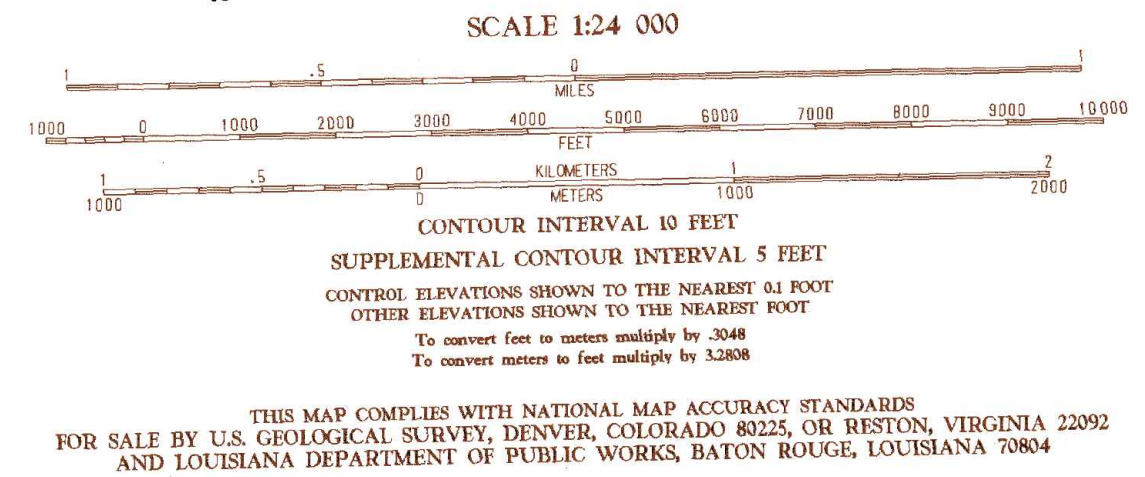 SCALE 1:24 000
1 .5 0 1
MILES
1000 0 1000 2000 3000 4000 5000 6000 7000 8000 9000 10 000
FEET
1 .5 0 KILOMETERS 1 2
1000 0 METERS 1000 2000
CONTOUR INTERVAL 10 FEET
SUPPLEMENTAL CONTOUR INTERVAL 5 FEET
CONTROL ELEVATIONS SHOWN TO THE NEAREST 0.1 FOOT
OTHER ELEVATIONS SHOWN TO THE NEAREST FOOT
To convert feet to meters multiply by .3048
To convert meters to feet multiply by 3.2808
THIS MAP COMPLIES WITH NATIONAL MAP ACCURACY STANDARDS
FOR SALE BY U.S. GEOLOGICAL SURVEY, DENVER, COLORADO 80225, OR RESTON, VIRGINIA 22092
AND LOUISIANA DEPARTMENT OF PUBLIC WORKS, BATON ROUGE, LOUISIANA 70804